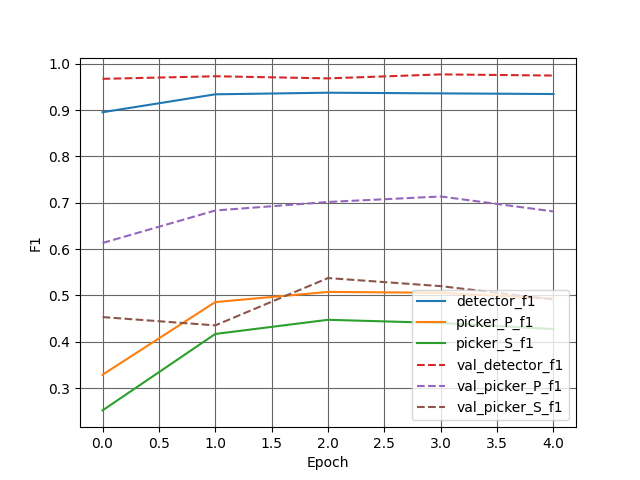 1.0
0.9
0.8
0.7
0.6
0.5
0.4
0.3
F1
detector_f1
picker_P_f1
picker_S_f1
val_detector_f1
val_picker_P_f1
val_picker_S_f1
0.0 0.5 1.0 1.5 2.0 2.5 3.0 3.5 4.0
Epoch